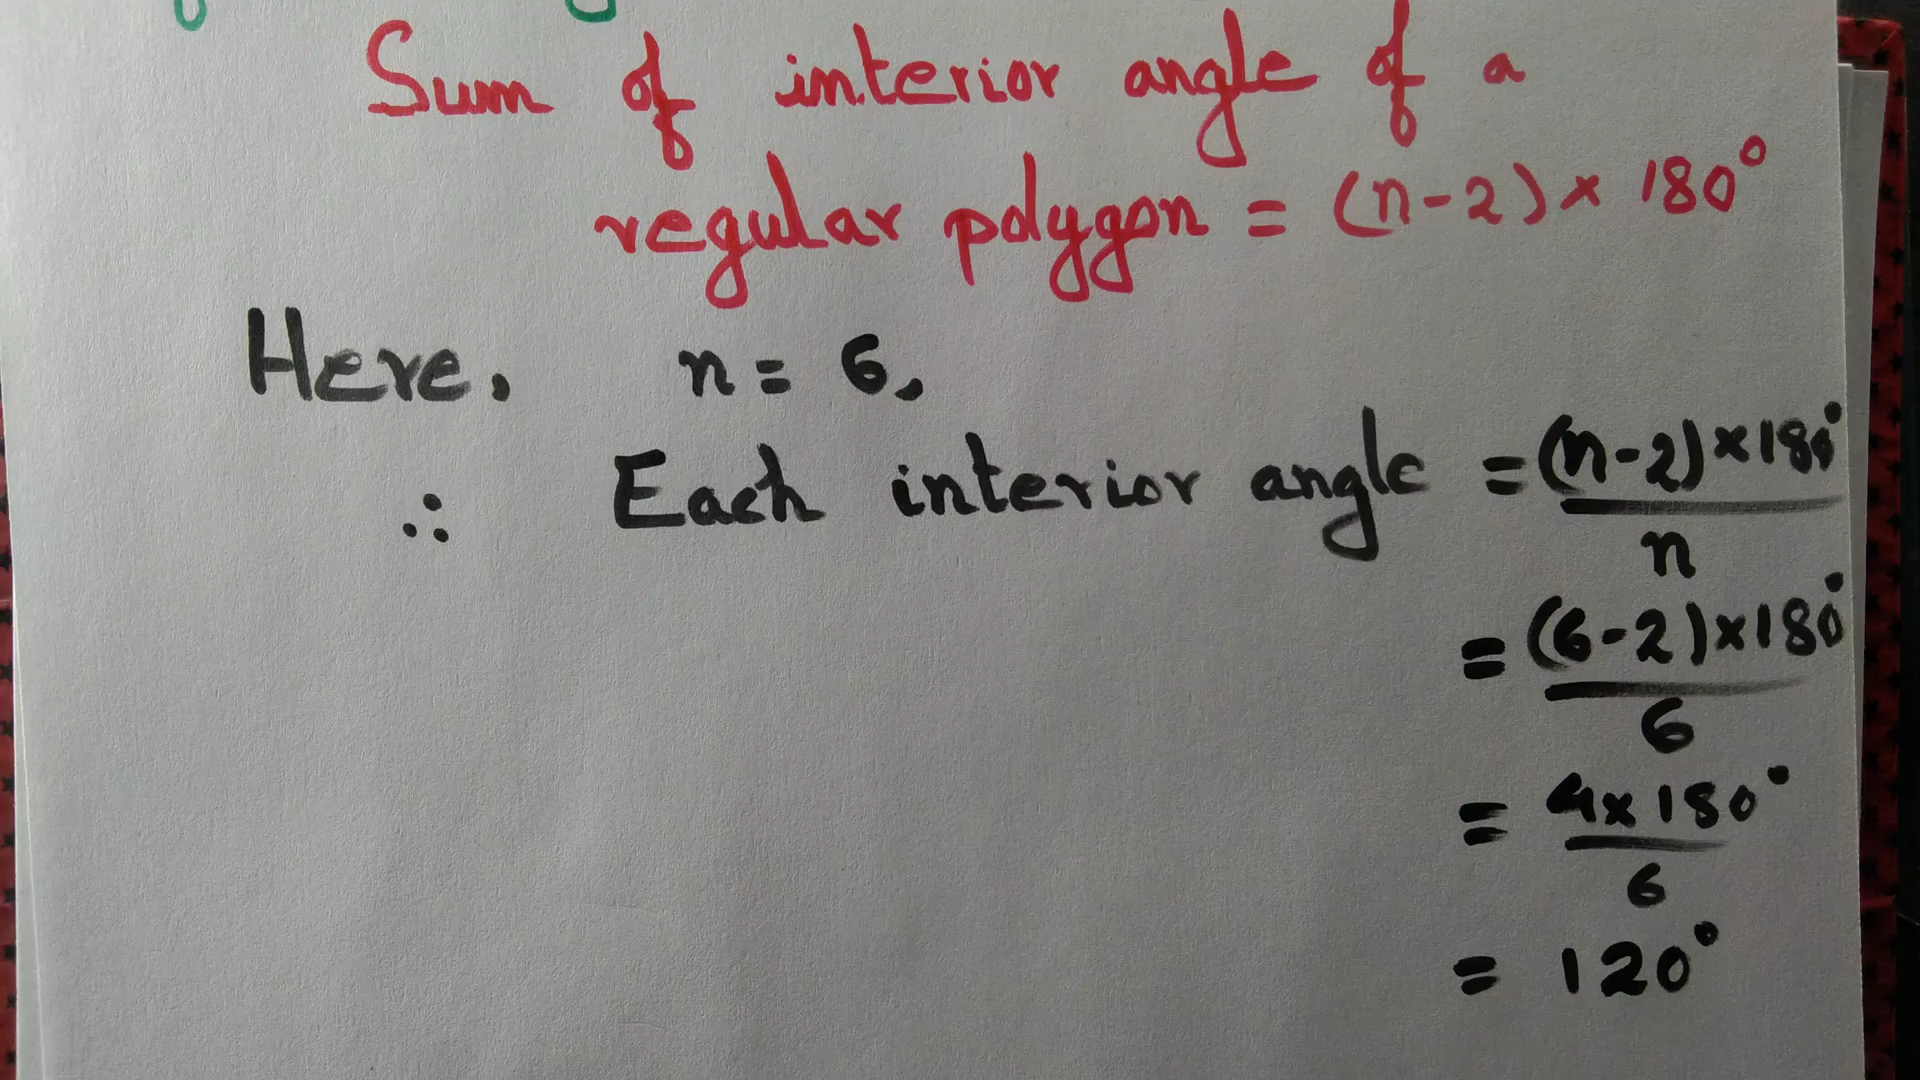 Sum of interior angle of a
regular polygon = (n-2) × 180°
Here, n = 6,
∴ Each interior angle = (n-2)×180°
n
= (6-2)×180°
6
= 4×180°
6
= 120°